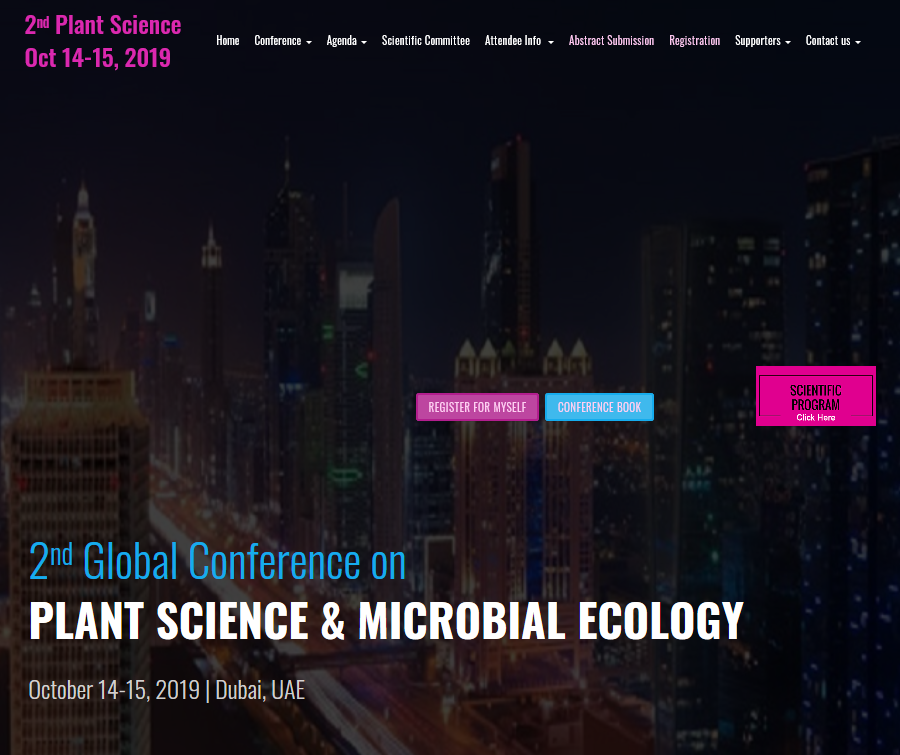 2nd Plant Science
Oct 14-15, 2019
Home Conference Agenda Scientific Committee Attendee Info Abstract Submission Registration Supporters Contact us
REGISTER FOR MYSELF CONFERENCE BOOK
SCIENTIFIC
PROGRAM
Click Here
2nd Global Conference on
PLANT SCIENCE & MICROBIAL ECOLOGY
October 14-15, 2019 | Dubai, UAE